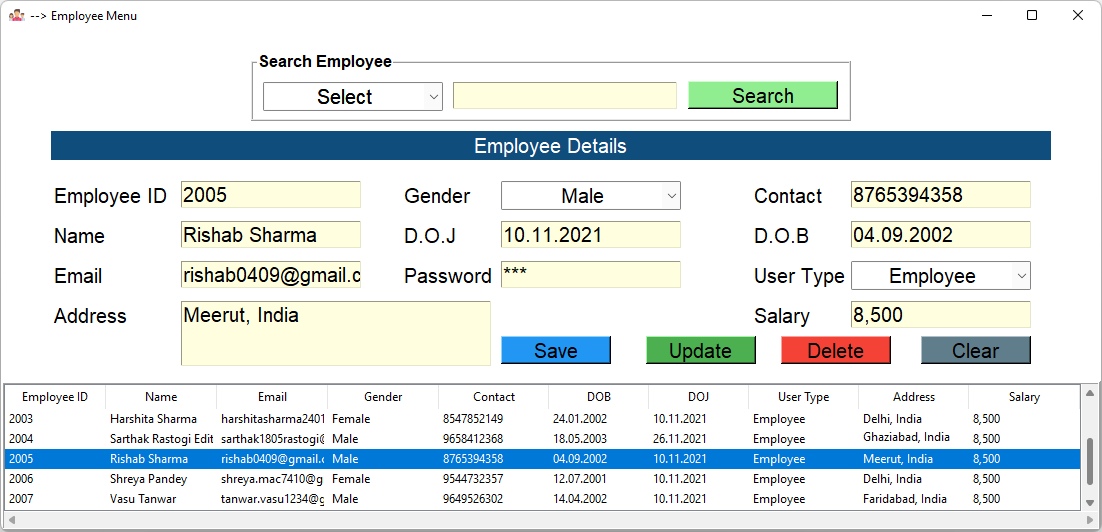 --> Employee Menu
Search Employee
Select Search
Employee Details
Employee ID 2005 Gender Male Contact 8765394358
Name Rishab Sharma D.O.J 10.11.2021 D.O.B 04.09.2002
Email rishab0409@gmail.c Password *** User Type Employee
Address Meerut, India Salary 8,500
Save Update Delete Clear
Employee ID Name Email Gender Contact DOB DOJ User Type Address Salary
2003 Harshita Sharma harshitasharma2401 Female 8547852149 24.01.2002 10.11.2021 Employee Delhi, India 8,500
2004 Sarthak Rastogi Edit sarthak1805rastogi@ Male 9658412368 18.05.2003 26.11.2021 Employee Ghaziabad, India 8,500
2005 Rishab Sharma rishab0409@gmail.c Male 8765394358 04.09.2002 10.11.2021 Employee Meerut, India 8,500
2006 Shreya Pandey shreya.mac7410@g Female 9544732357 12.07.2001 10.11.2021 Employee Delhi, India 8,500
2007 Vasu Tanwar tanwar.vasu1234@g Male 9649526302 14.04.2002 10.11.2021 Employee Faridabad, India 8,500